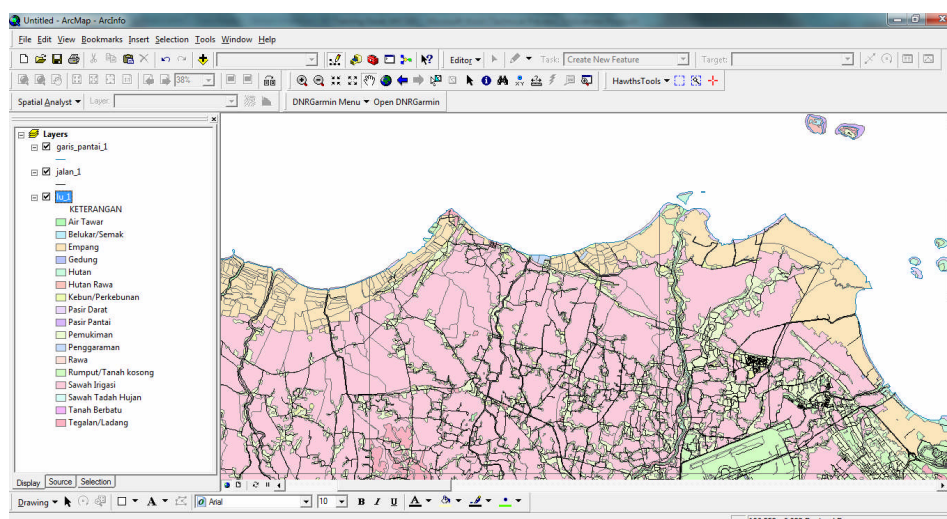 Untitled - ArcMap - ArcInfo
File Edit View Bookmarks Insert Selection Tools Window Help
Editor Task: Create New Feature Target:
38% HawthsTools
Spatial Analyst Layer: DNRGarmin Menu Open DNRGarmin
Layers
garis_pantai_1
jalan_1
lu_1
KETERANGAN
Air Tawar
Belukar/Semak
Empang
Gedung
Hutan
Hutan Rawa
Kebun/Perkebunan
Pasir Darat
Pasir Pantai
Pemukiman
Penggaraman
Rawa
Rumput/Tanah kosong
Sawah Irigasi
Sawah Tadah Hujan
Tanah Berbatu
Tegalan/Ladang
Display Source Selection
Drawing A Arial 10 B I U A